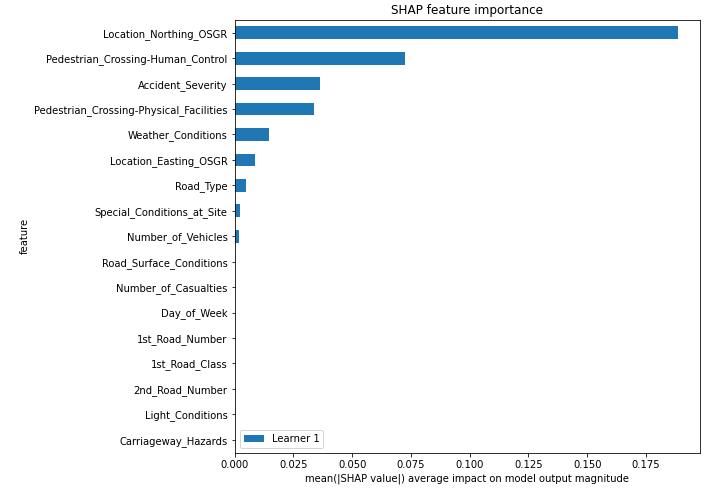 SHAP feature importance
feature
Location_Northing_OSGR
Pedestrian_Crossing-Human_Control
Accident_Severity
Pedestrian_Crossing-Physical_Facilities
Weather_Conditions
Location_Easting_OSGR
Road_Type
Special_Conditions_at_Site
Number_of_Vehicles
Road_Surface_Conditions
Number_of_Casualties
Day_of_Week
1st_Road_Number
1st_Road_Class
2nd_Road_Number
Light_Conditions
Carriageway_Hazards
Learner 1
0.000 0.025 0.050 0.075 0.100 0.125 0.150 0.175
mean(|SHAP value|) average impact on model output magnitude